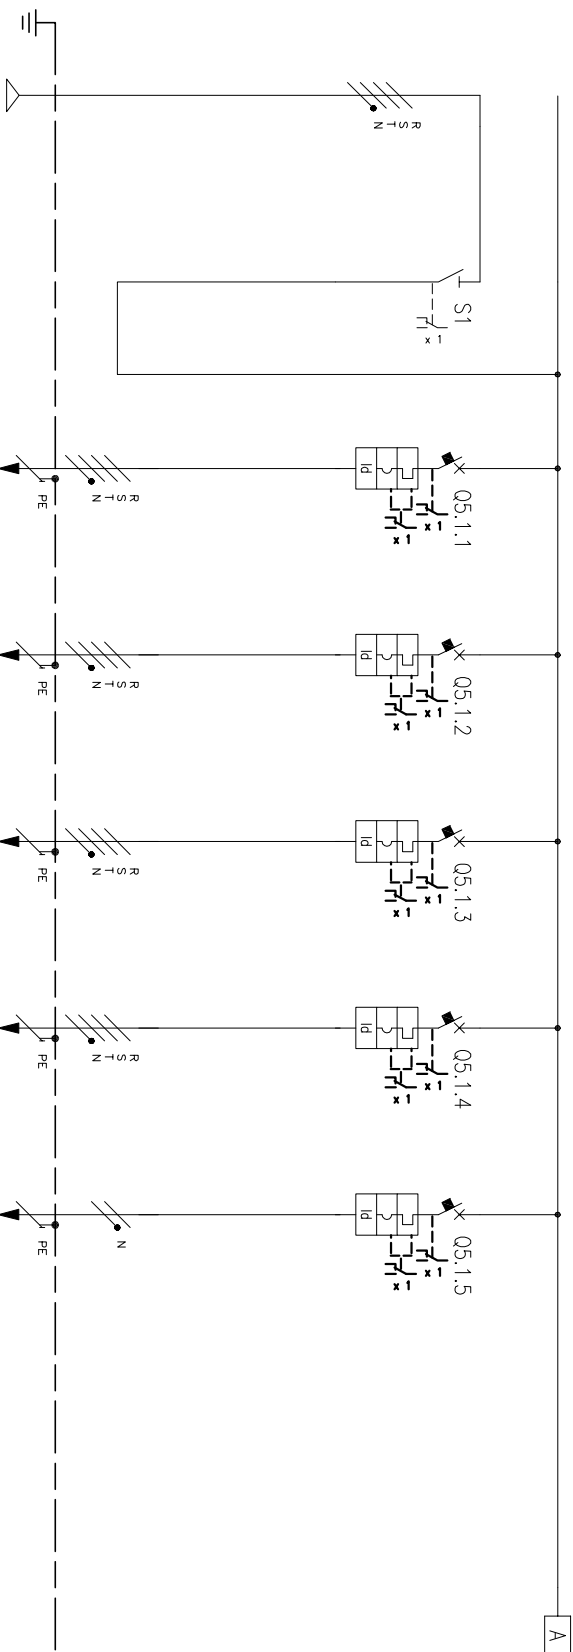 R S T N
S1
x 1
Q5.1.1
x 1
x 1
Id
R S T N
PE
Q5.1.2
x 1
x 1
Id
R S T N
PE
Q5.1.3
x 1
x 1
Id
R S T N
PE
Q5.1.4
x 1
x 1
Id
R S T N
PE
Q5.1.5
x 1
x 1
Id
N
PE
A